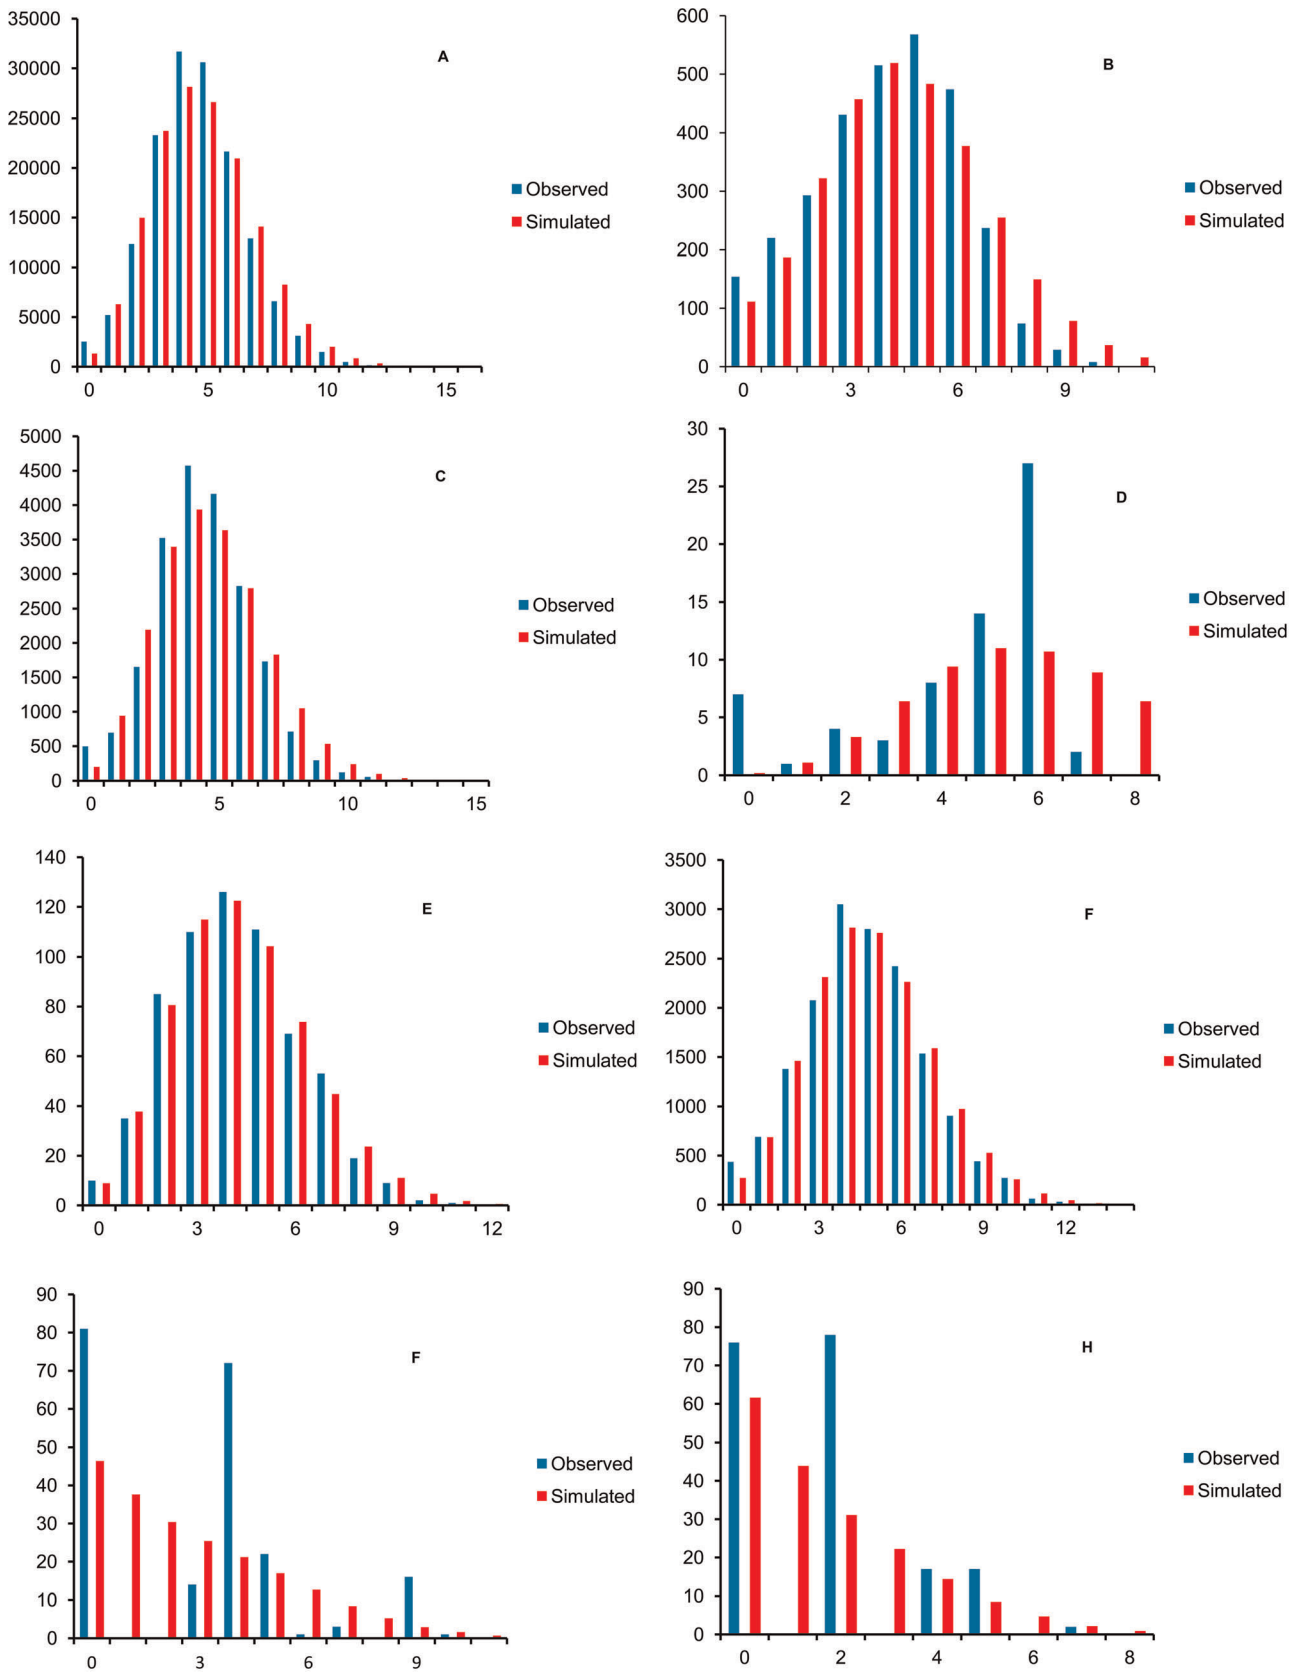 35000
30000
25000
20000
15000
10000
5000
0
0 5 10 15
A
Observed
Simulated
600
500
400
300
200
100
0
0 3 6 9
B
Observed
Simulated
5000
4500
4000
3500
3000
2500
2000
1500
1000
500
0
0 5 10 15
C
Observed
Simulated
30
25
20
15
10
5
0
0 2 4 6 8
D
Observed
Simulated
140
120
100
80
60
40
20
0
0 3 6 9 12
E
Observed
Simulated
3500
3000
2500
2000
1500
1000
500
0
0 3 6 9 12
F
Observed
Simulated
90
80
70
60
50
40
30
20
10
0
0 3 6 9
F
Observed
Simulated
90
80
70
60
50
40
30
20
10
0
0 2 4 6 8
H
Observed
Simulated